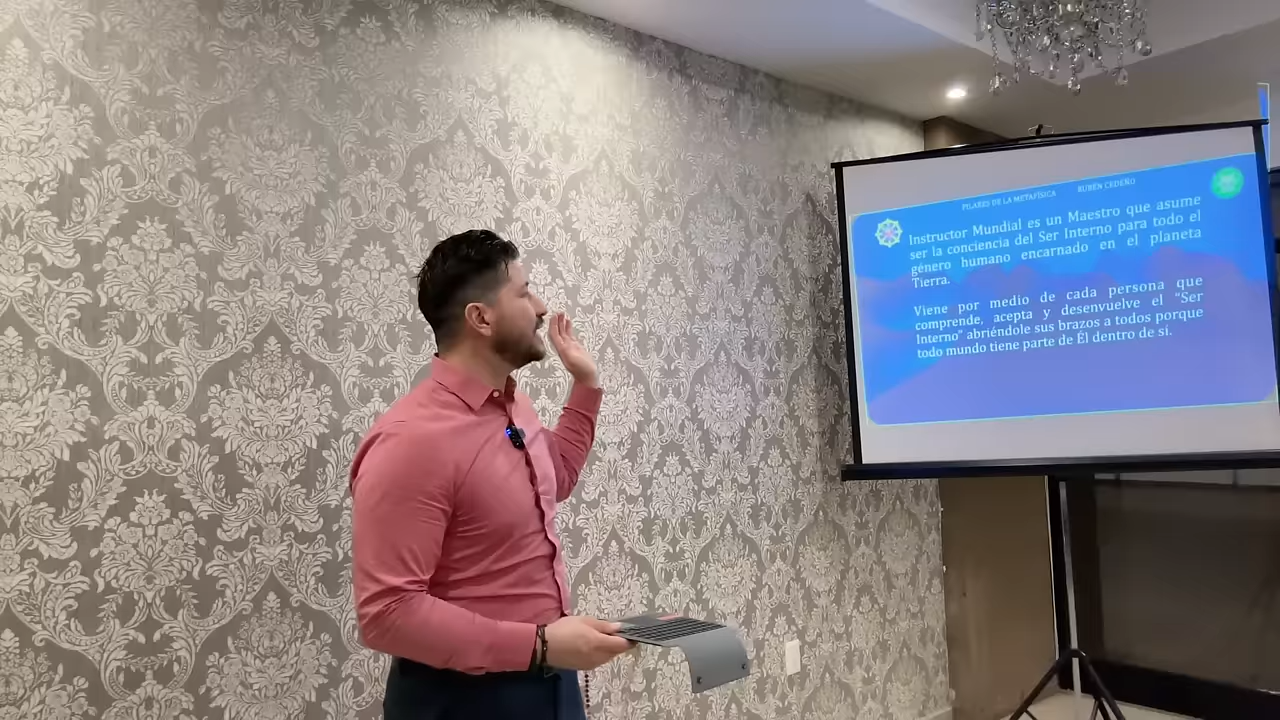 PILARES DE LA METAFÍSICA RUBÉN CEDEÑO
Instructor Mundial es un Maestro que asume
ser la conciencia del Ser Interno para todo el
género humano encarnado en el planeta
Tierra.
Viene por medio de cada persona que
comprende, acepta y desenvuelve el "Ser
Interno" abriéndole sus brazos a todos porque
todo mundo tiene parte de Él dentro de sí.